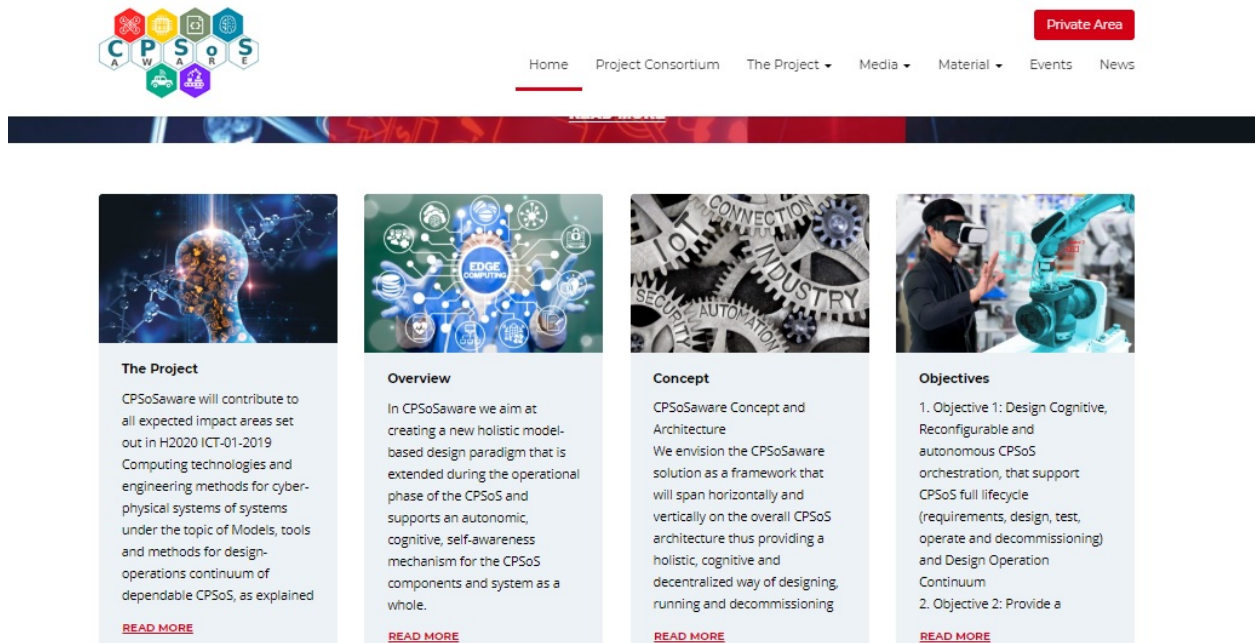 CPSoS
AWARE
Private Area
Home Project Consortium The Project Media Material Events News
READ MORE
EDGE
COMPUTING
CONNECTION
IoT
INDUSTRY
SECURITY
AUTOMATION
The Project
CPSoSaware will contribute to
all expected impact areas set
out in H2020 ICT-01-2019
Computing technologies and
engineering methods for cyber-
physical systems of systems
under the topic of Models, tools
and methods for design-
operations continuum of
dependable CPSoS, as explained
READ MORE
Overview
In CPSoSaware we aim at
creating a new holistic model-
based design paradigm that is
extended during the operational
phase of the CPSoS and
supports an autonomic,
cognitive, self-awareness
mechanism for the CPSoS
components and system as a
whole.
READ MORE
Concept
CPSoSaware Concept and
Architecture
We envision the CPSoSaware
solution as a framework that
will span horizontally and
vertically on the overall CPSoS
architecture thus providing a
holistic, cognitive and
decentralized way of designing,
running and decommissioning
READ MORE
Objectives
1. Objective 1: Design Cognitive,
Reconfigurable and
autonomous CPSoS
orchestration, that support
CPSoS full lifecycle
(requirements, design, test,
operate and decommissioning)
and Design Operation
Continuum
2. Objective 2: Provide a
READ MORE